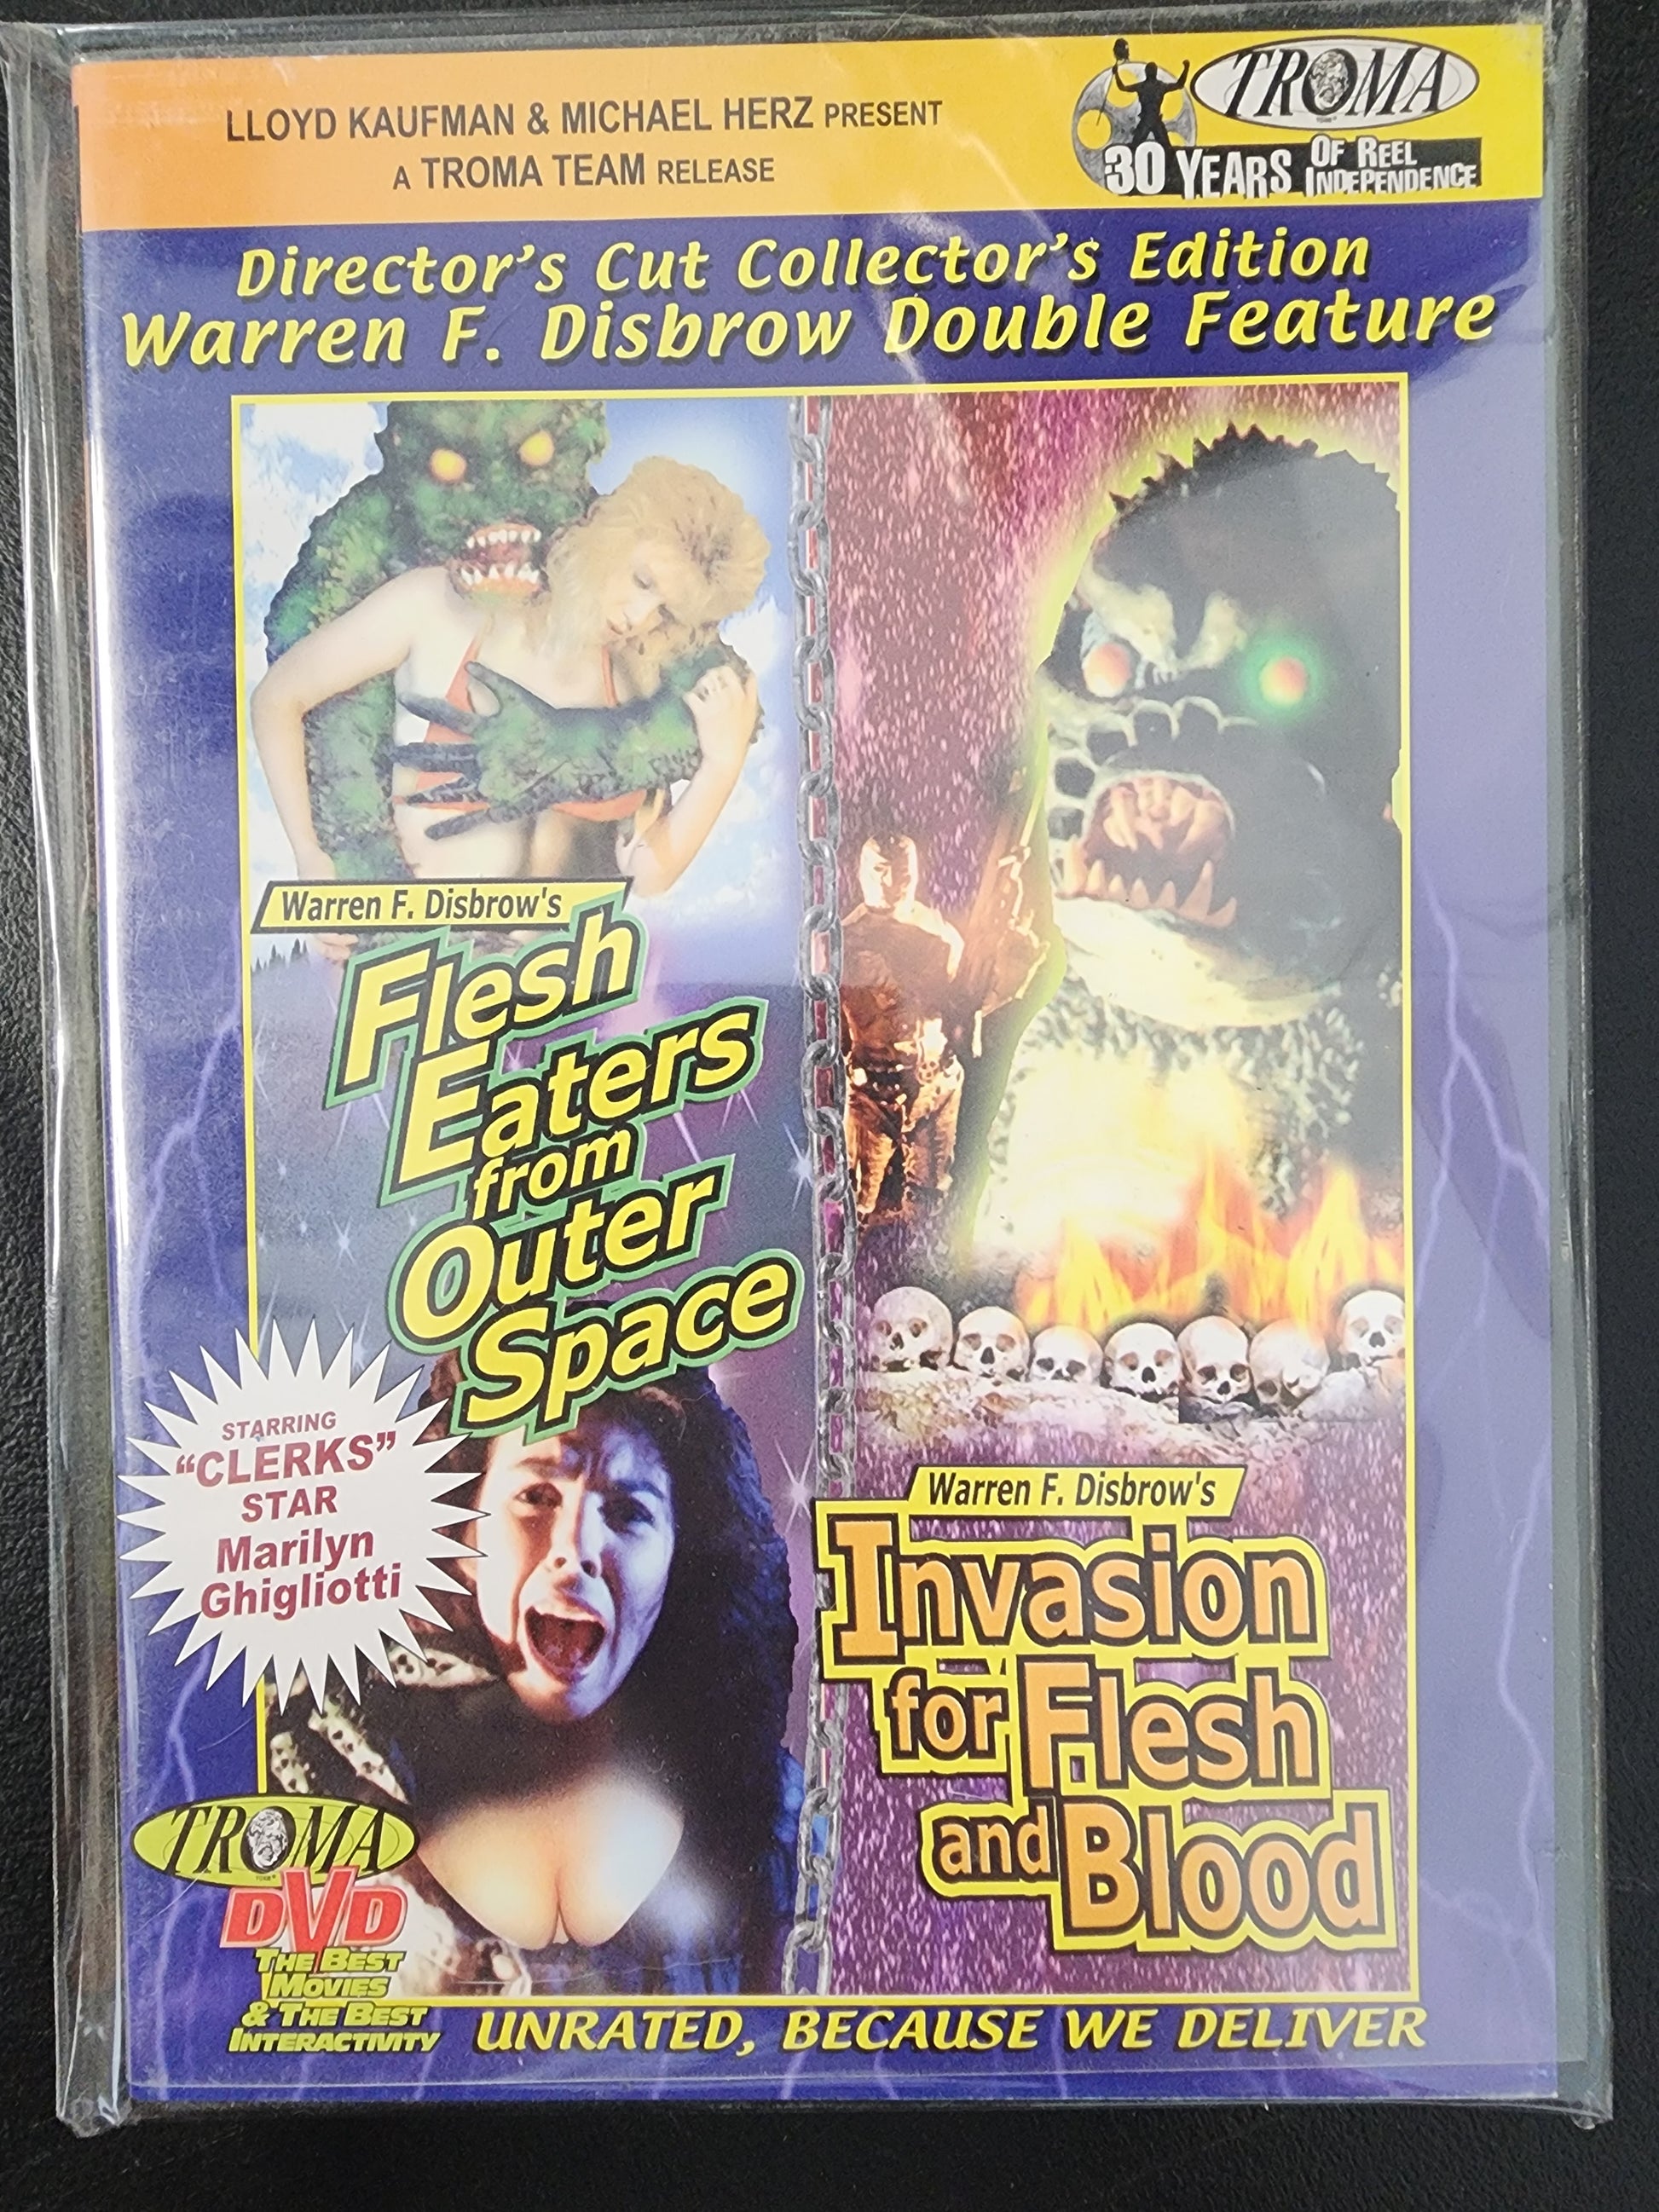 LLOYD KAUFMAN & MICHAEL HERZ PRESENT
A TROMA TEAM RELEASE
TROMA
30 YEARS OF REEL INDEPENDENCE
Director's Cut Collector's Edition
Warren F. Disbrow Double Feature
Warren F. Disbrow's
Flesh
Eaters
from
Outer
Space
STARRING
"CLERKS"
STAR
Marilyn
Ghigliotti
Warren F. Disbrow's
Invasion
for Flesh
and Blood
TROMA
DVD
THE BEST
MOVIES
& THE BEST
INTERACTIVITY
UNRATED, BECAUSE WE DELIVER